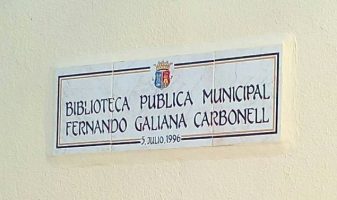 BIBLIOTECA PUBLICA MUNICIPAL
FERNANDO GALIANA CARBONELL
5. JULIO. 1996